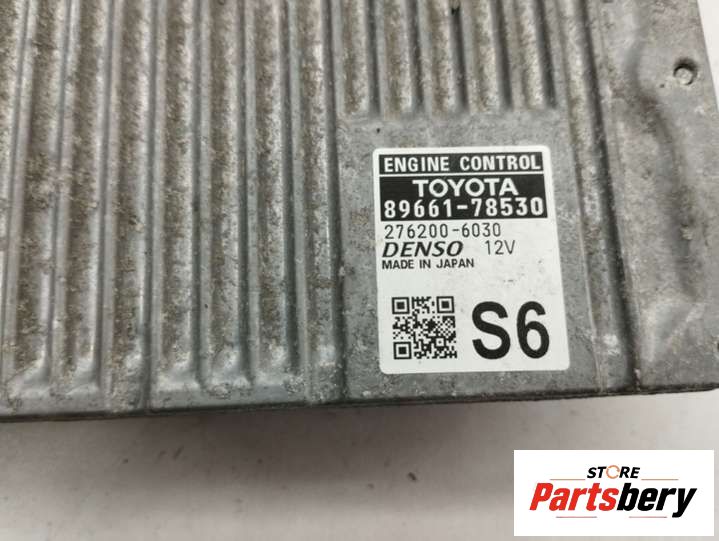 ENGINE CONTROL
TOYOTA
89661-78530
276200-6030
DENSO 12V
MADE IN JAPAN
S6
STORE
Partsbery